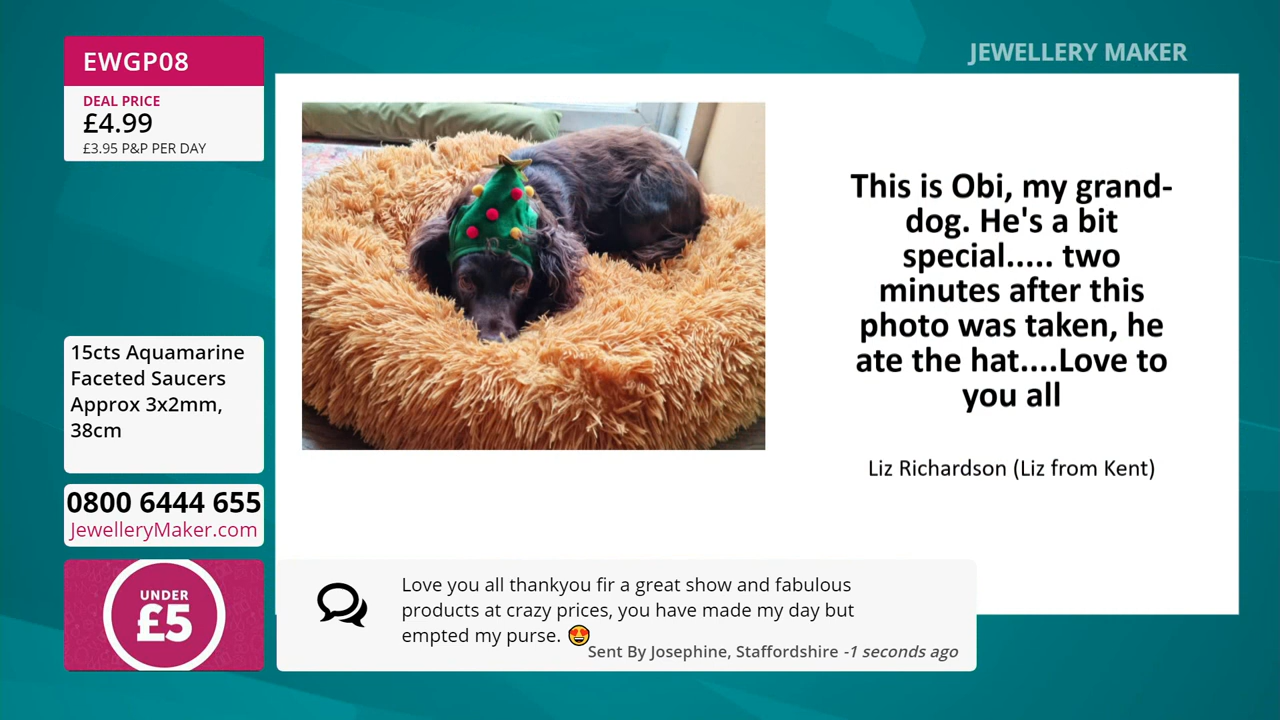 EWGP08
DEAL PRICE
£4.99
£3.95 P&P PER DAY
JEWELLERY MAKER
This is Obi, my grand-
dog. He's a bit
special..... two
minutes after this
photo was taken, he
ate the hat....Love to
you all
Liz Richardson (Liz from Kent)
15cts Aquamarine
Faceted Saucers
Approx 3x2mm,
38cm
0800 6444 655
JewelleryMaker.com
UNDER
£5
Love you all thankyou fir a great show and fabulous
products at crazy prices, you have made my day but
empted my purse. 😍
Sent By Josephine, Staffordshire -1 seconds ago